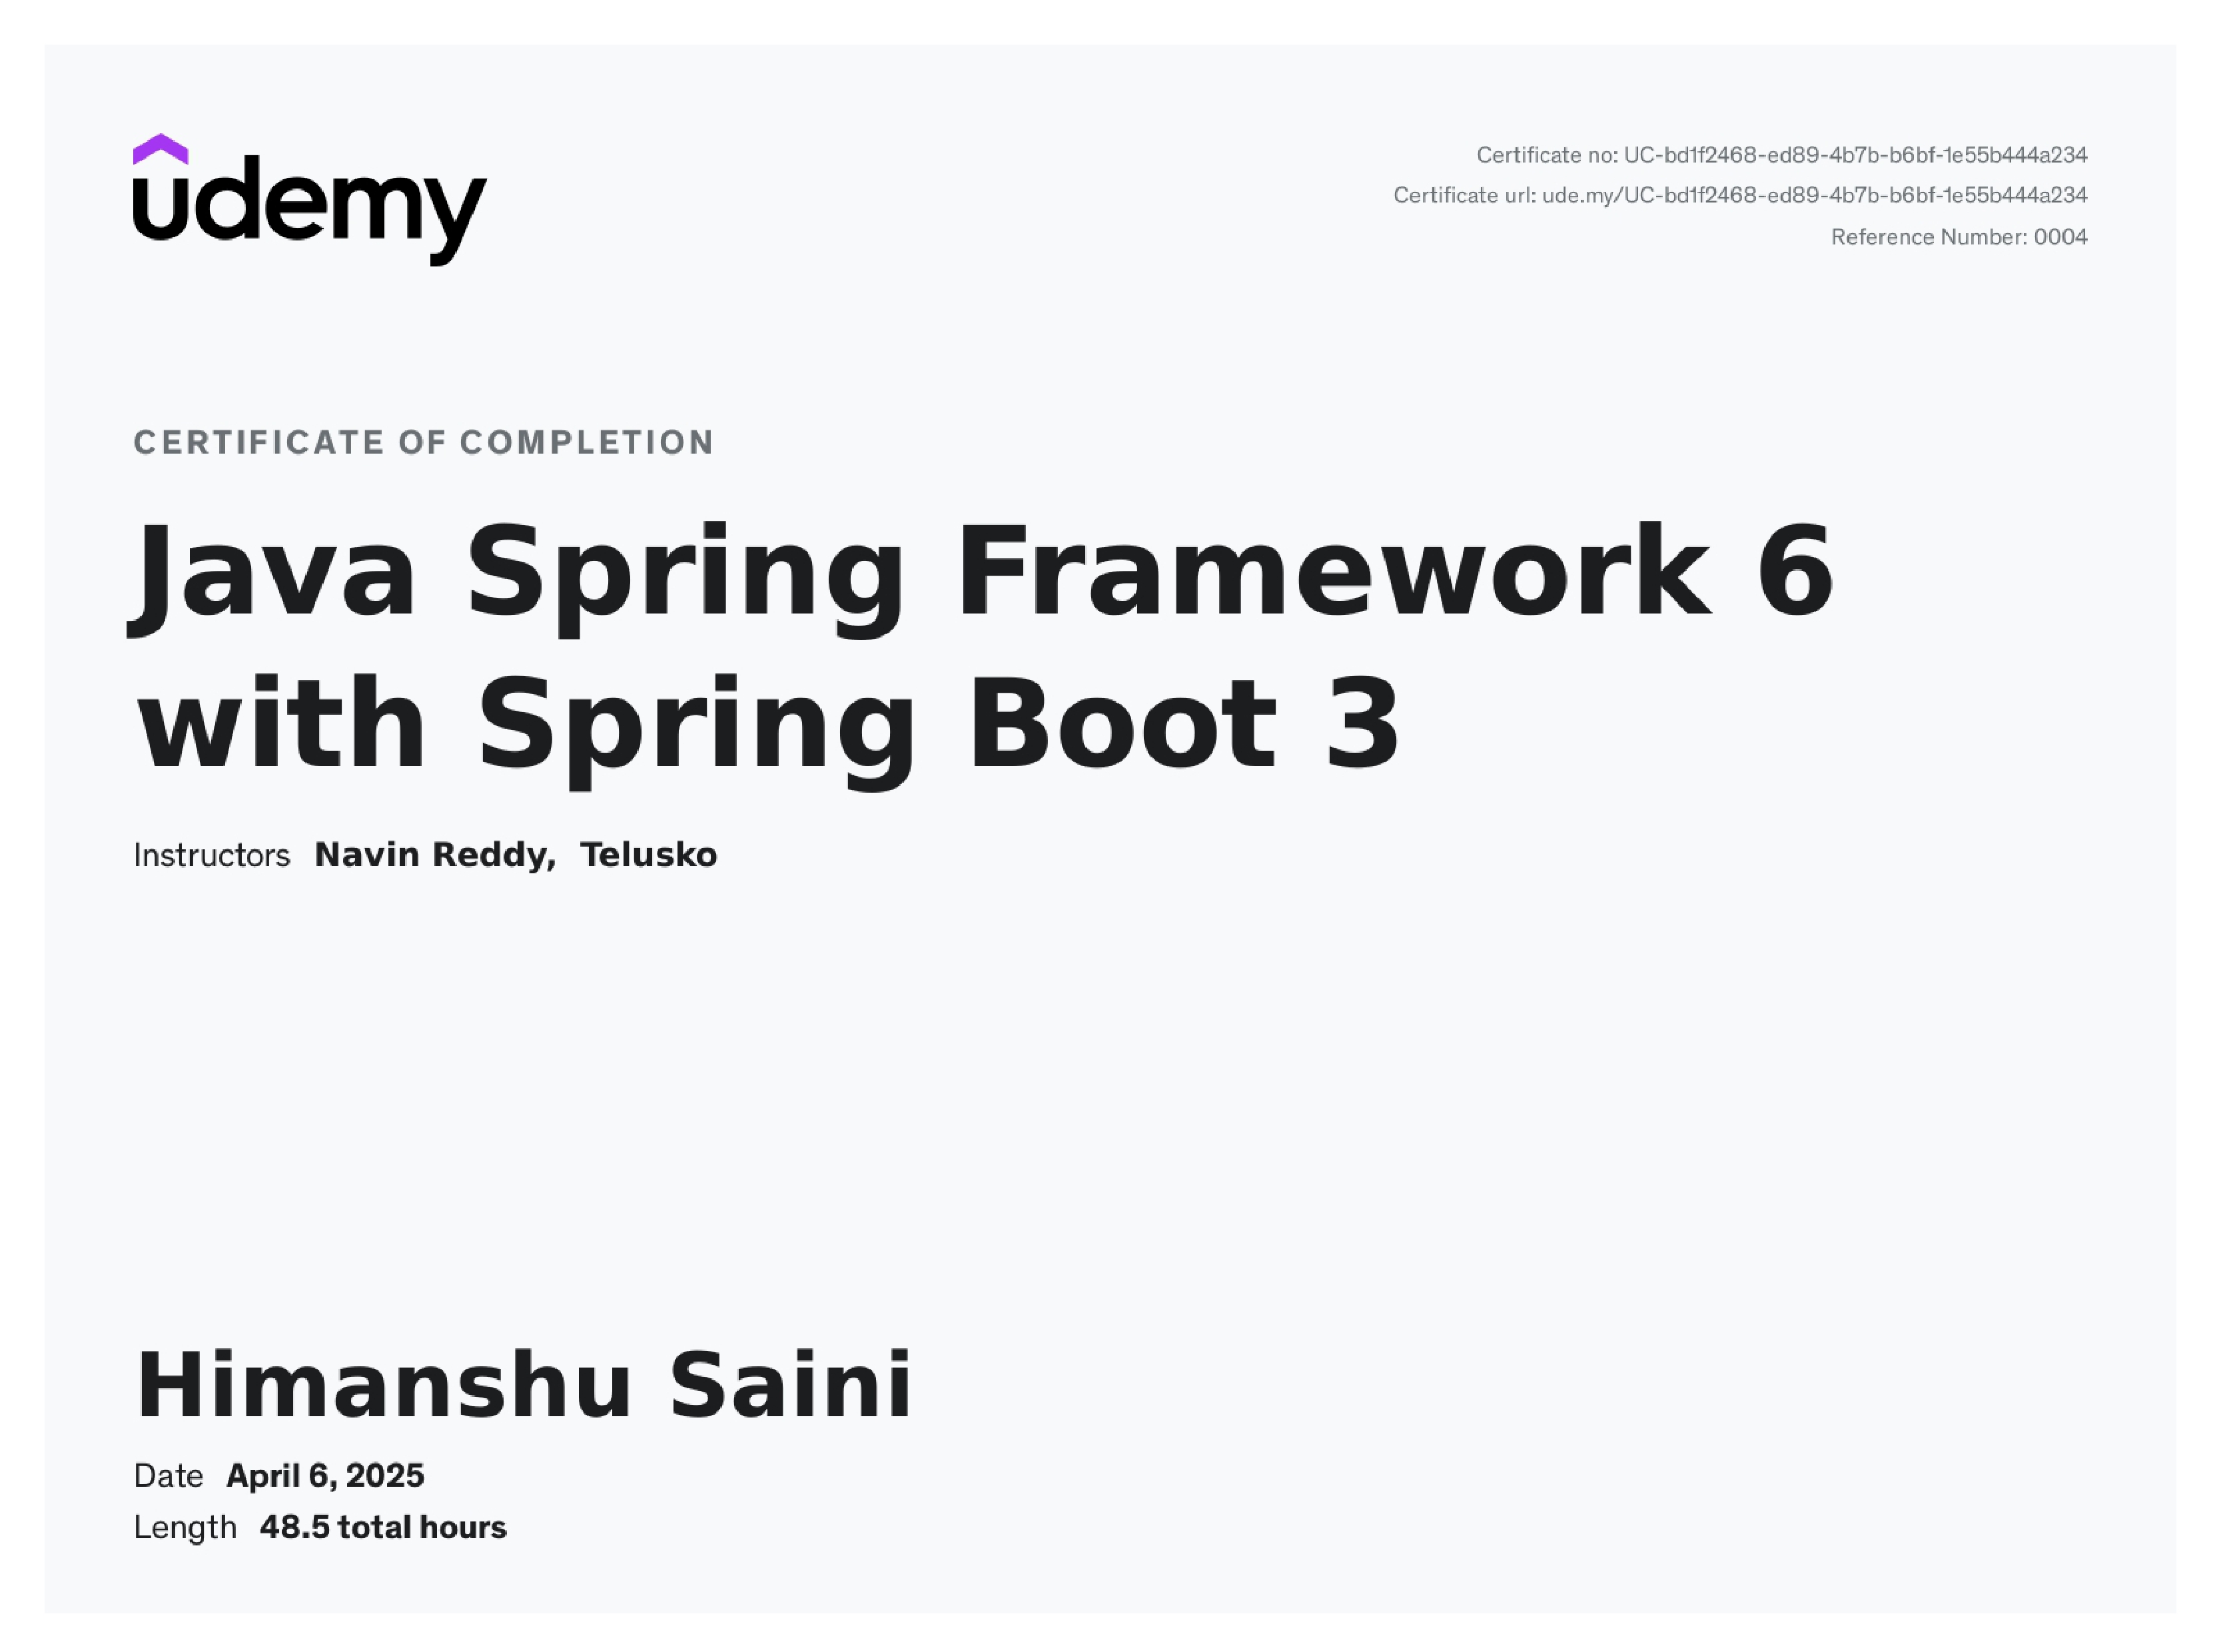 udemy
Certificate no: UC-bd1f2468-ed89-4b7b-b6bf-1e55b444a234
Certificate url: ude.my/UC-bd1f2468-ed89-4b7b-b6bf-1e55b444a234
Reference Number: 0004
CERTIFICATE OF COMPLETION
Java Spring Framework 6
with Spring Boot 3
Instructors Navin Reddy, Telusko
Himanshu Saini
Date April 6, 2025
Length 48.5 total hours